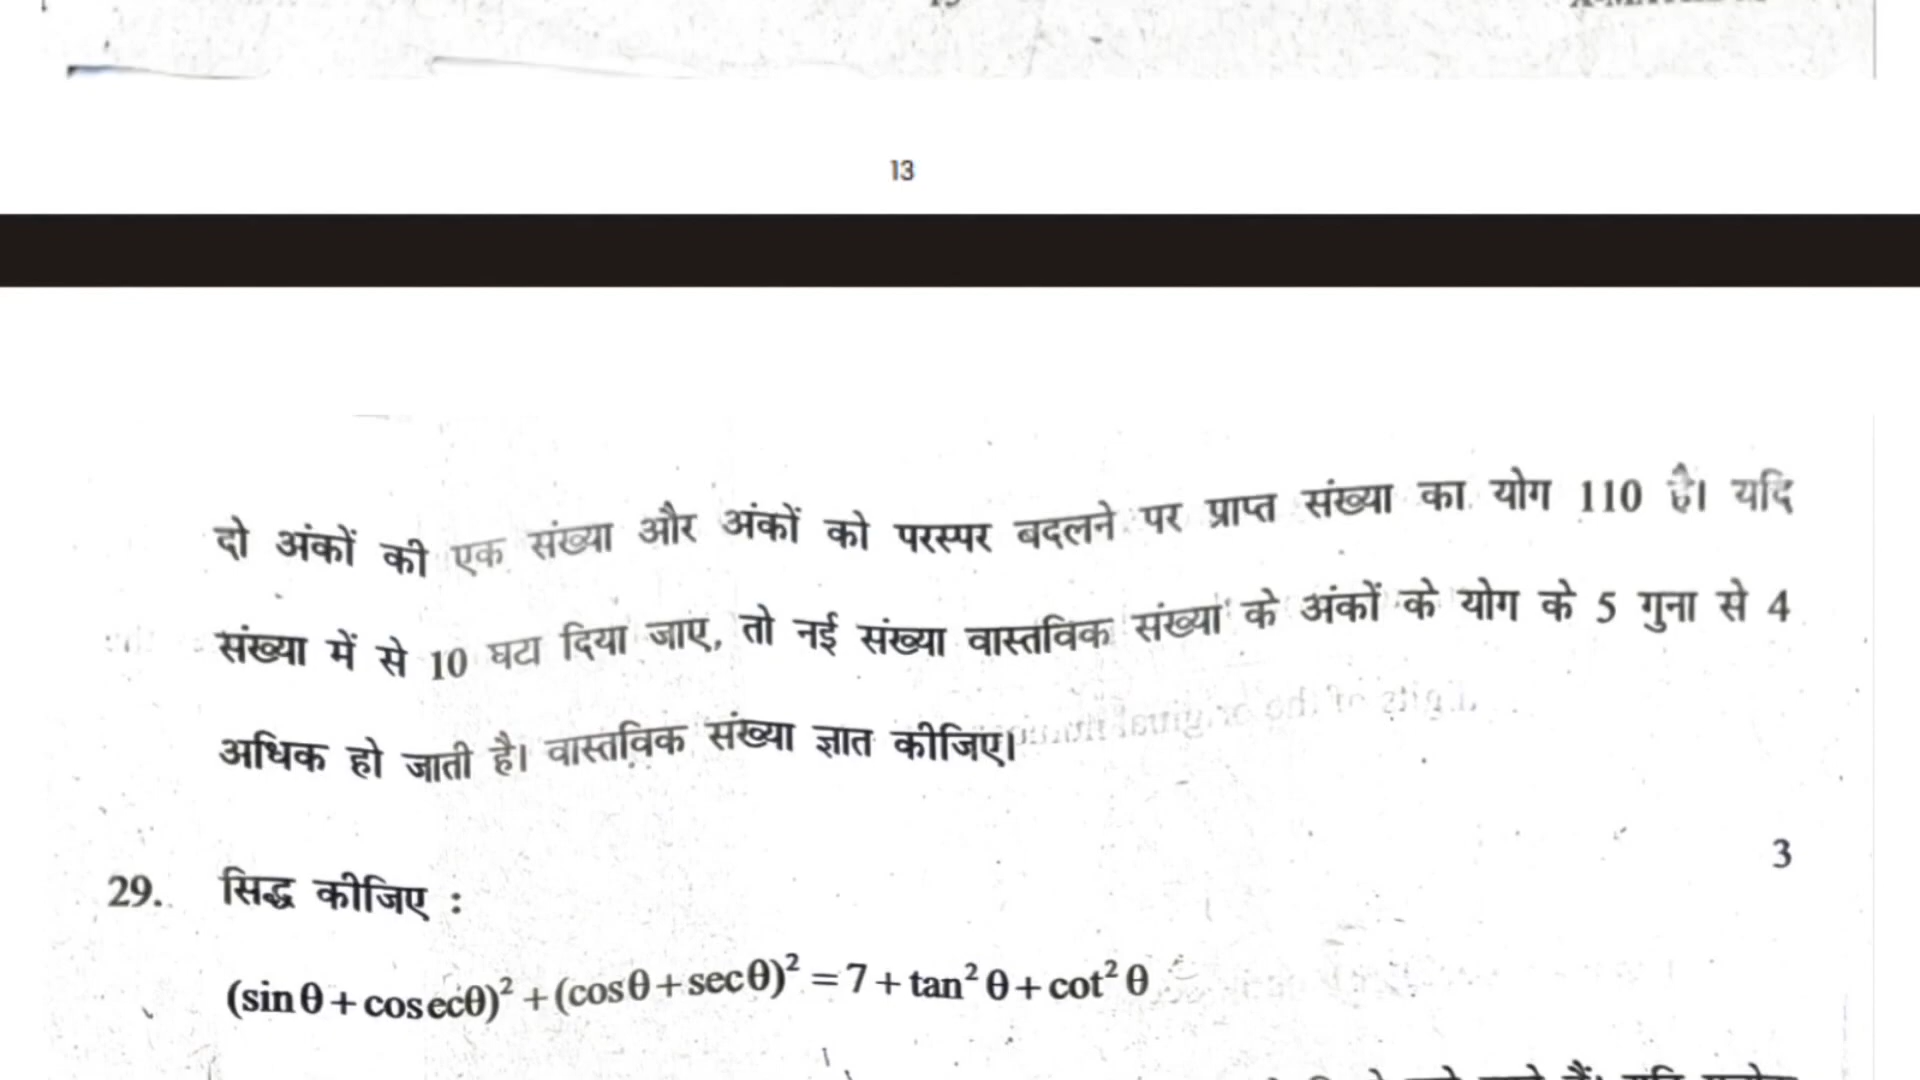 13
दो अंकों की एक संख्या और अंकों को परस्पर बदलने पर प्राप्त संख्या का योग 110 है। यदि
संख्या में से 10 घटा दिया जाए, तो नई संख्या वास्तविक संख्या के अंकों के योग के 5 गुना से 4
अधिक हो जाती है। वास्तविक संख्या ज्ञात कीजिए।
3
29. सिद्ध कीजिए :
(sinθ+cosecθ)²+(cosθ+secθ)²=7+tan²θ+cot²θ